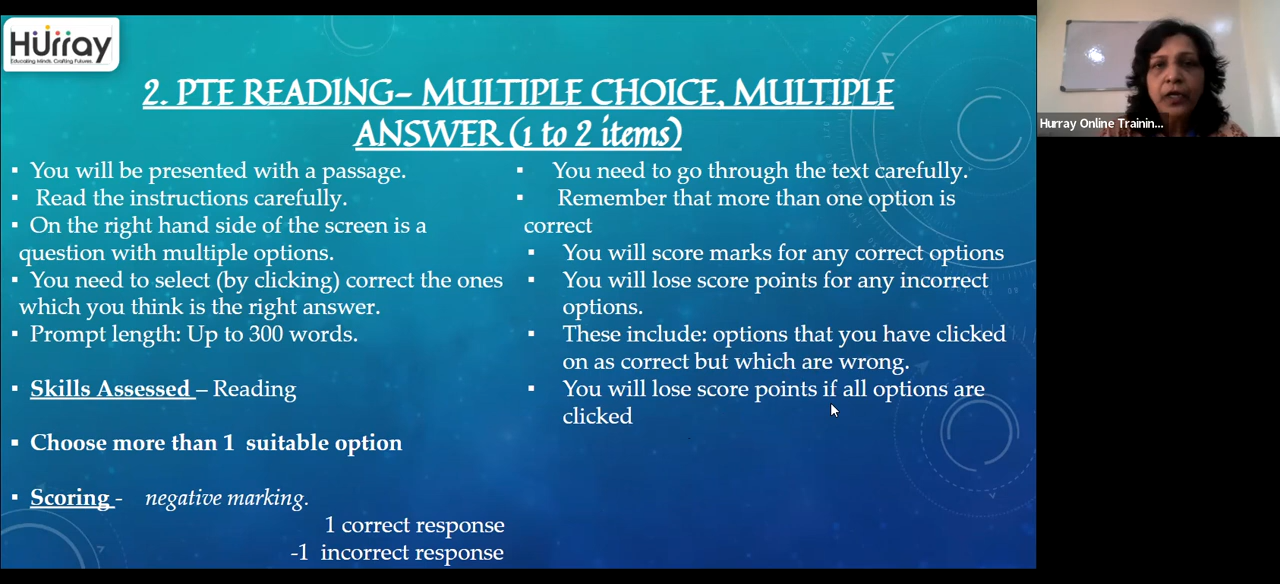 Hurray
Educating Minds. Crafting Futures.
2. PTE READING– MULTIPLE CHOICE, MULTIPLE
ANSWER (1 to 2 items)
▪ You will be presented with a passage.
▪ Read the instructions carefully.
▪ On the right hand side of the screen is a
question with multiple options.
▪ You need to select (by clicking) correct the ones
which you think is the right answer.
▪ Prompt length: Up to 300 words.
▪ Skills Assessed – Reading
▪ Choose more than 1 suitable option
▪ Scoring - negative marking.
1 correct response
-1 incorrect response
▪ You need to go through the text carefully.
▪ Remember that more than one option is
correct
▪ You will score marks for any correct options
▪ You will lose score points for any incorrect
options.
▪ These include: options that you have clicked
on as correct but which are wrong.
▪ You will lose score points if all options are
clicked
Hurray Online Trainin...